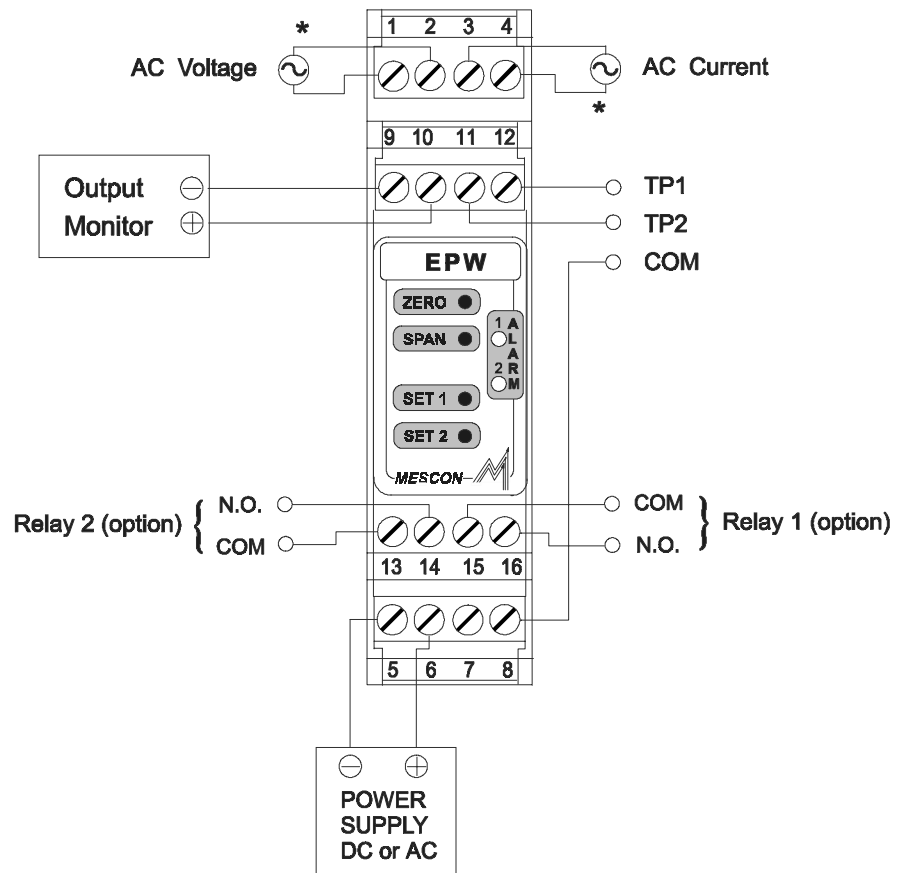 * 1 2 3 4
AC Voltage
AC Current
*
9 10 11 12
Output ⊖
Monitor ⊕
TP1
TP2
COM
EPW
ZERO
SPAN
1 2 ALARM
SET 1
SET 2
MESCON
N.O.
Relay 2 (option) {
COM
COM
} Relay 1 (option)
N.O.
13 14 15 16
5 6 7 8
⊖ ⊕
POWER
SUPPLY
DC or AC